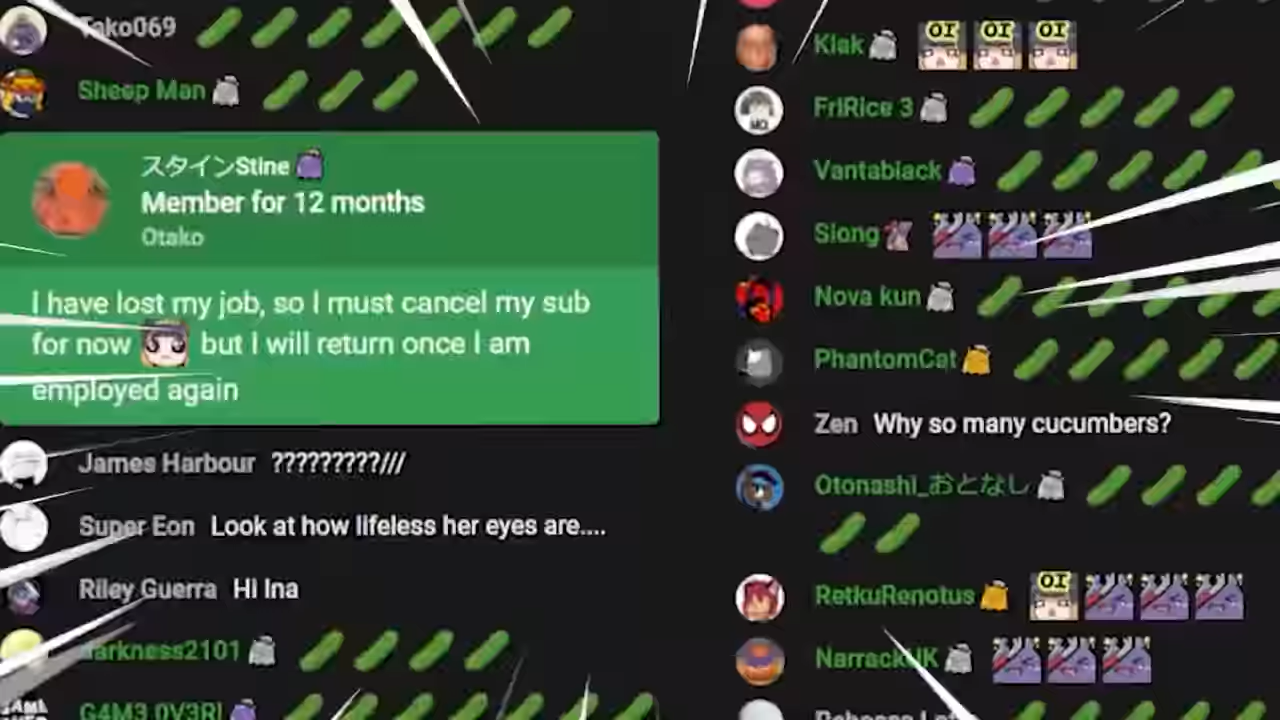 Tako069
Sheep Man
スタインStine
Member for 12 months
Otako
I have lost my job, so I must cancel my sub
for now but I will return once I am
employed again
James Harbour ?????????///
Super Eon Look at how lifeless her eyes are....
Riley Guerra Hi Ina
darkness2101
G4M3 0V3R!
Klak OI OI OI
FriRice 3
Vantablack
Slong
Nova kun
PhantomCat
Zen Why so many cucumbers?
Otonashi_おとなし
RetkuRenotus OI
NarrackUK